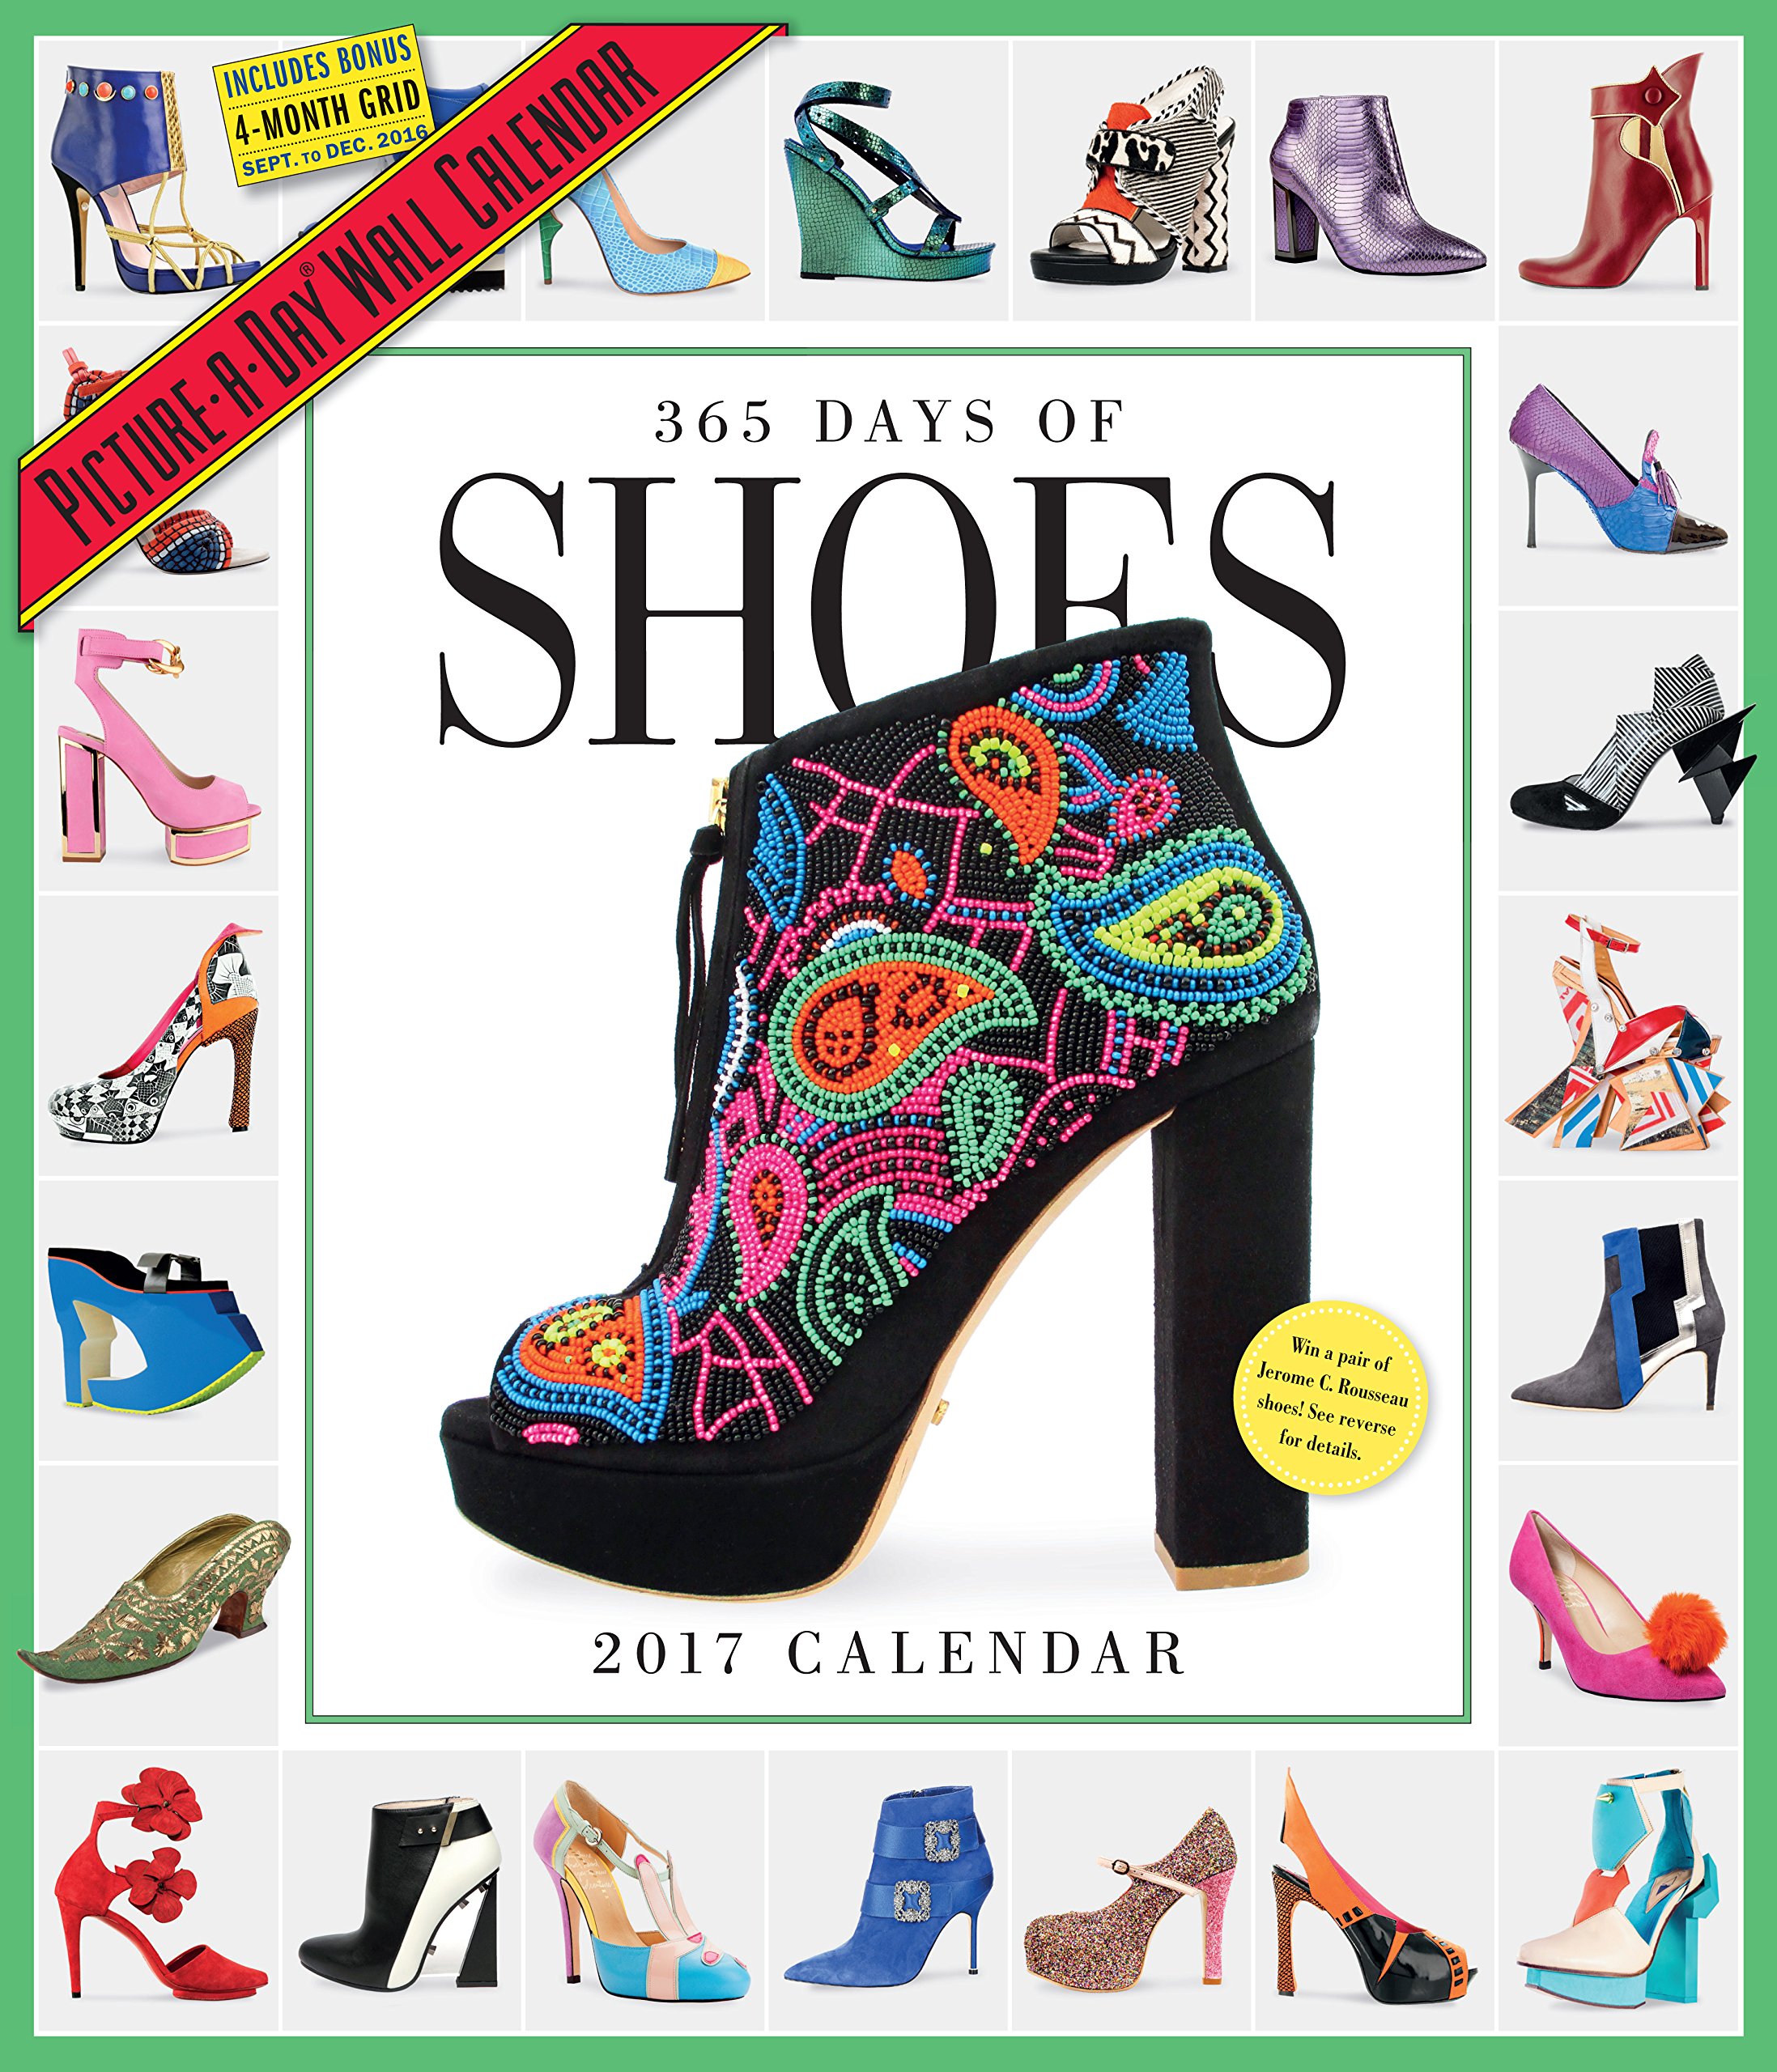 INCLUDES BONUS
4-MONTH GRID
SEPT. TO DEC. 2016
PICTURE•A•DAY® WALL CALENDAR
365 DAYS OF
SHOES
Win a pair of
Jerome C. Rousseau
shoes! See reverse
for details.
2017 CALENDAR